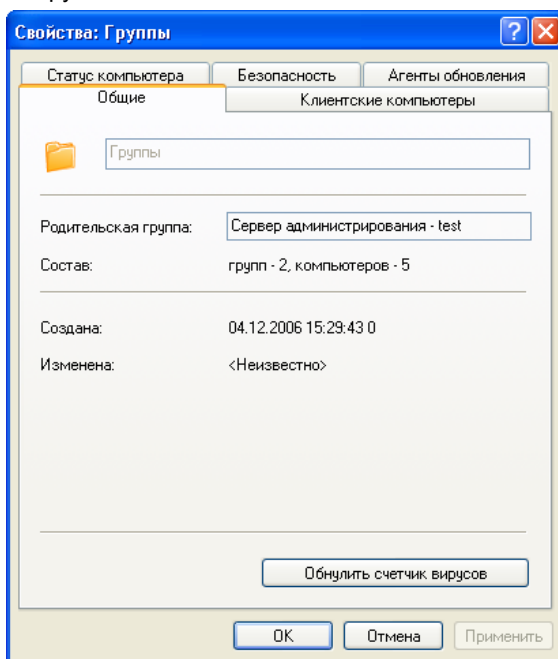 Свойства: Группы
Статус компьютера Безопасность Агенты обновления
Общие Клиентские компьютеры
Группы
Родительская группа: Сервер администрирования - test
Состав: групп - 2, компьютеров - 5
Создана: 04.12.2006 15:29:43 0
Изменена: <Неизвестно>
Обнулить счетчик вирусов
OK Отмена Применить